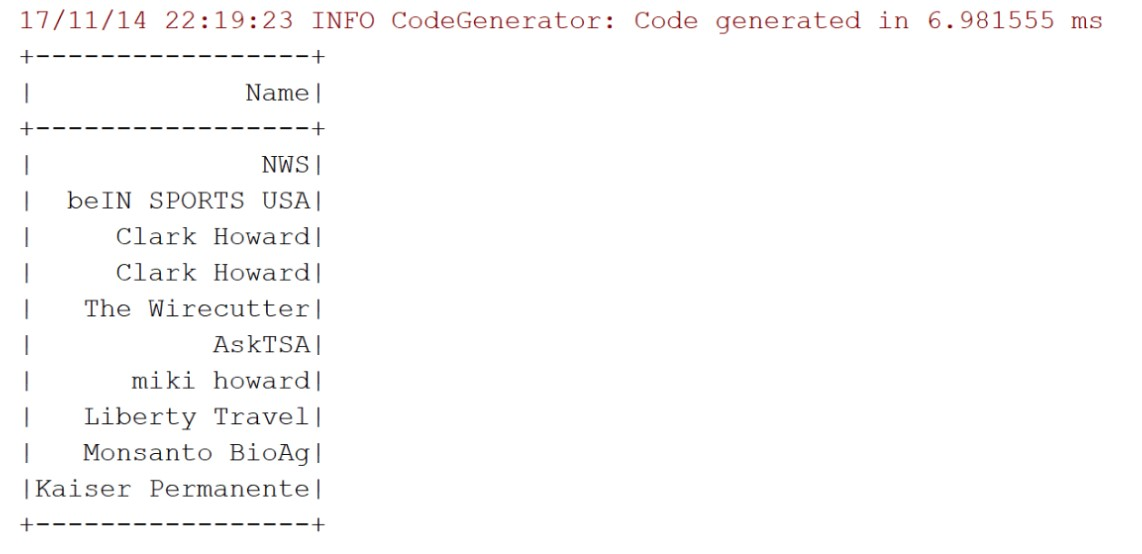 17/11/14 22:19:23 INFO CodeGenerator: Code generated in 6.981555 ms
+-----------------+
|             Name|
+-----------------+
|              NWS|
|  beIN SPORTS USA|
|     Clark Howard|
|     Clark Howard|
|   The Wirecutter|
|           AskTSA|
|      miki howard|
|   Liberty Travel|
|   Monsanto BioAg|
|Kaiser Permanente|
+-----------------+